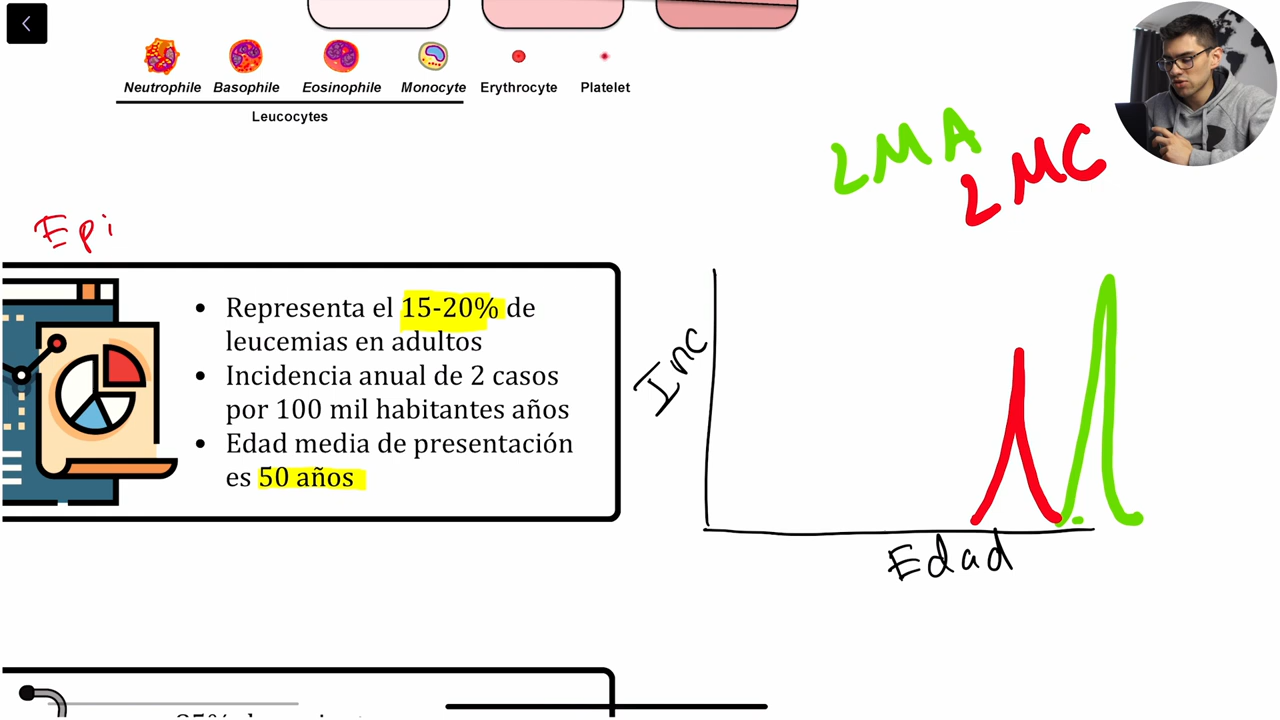 Neutrophile Basophile Eosinophile Monocyte Erythrocyte Platelet
Leucocytes
LMA
LMC
Epi
• Representa el 15-20% de
leucemias en adultos
• Incidencia anual de 2 casos
por 100 mil habitantes años
• Edad media de presentación
es 50 años
Inc
Edad